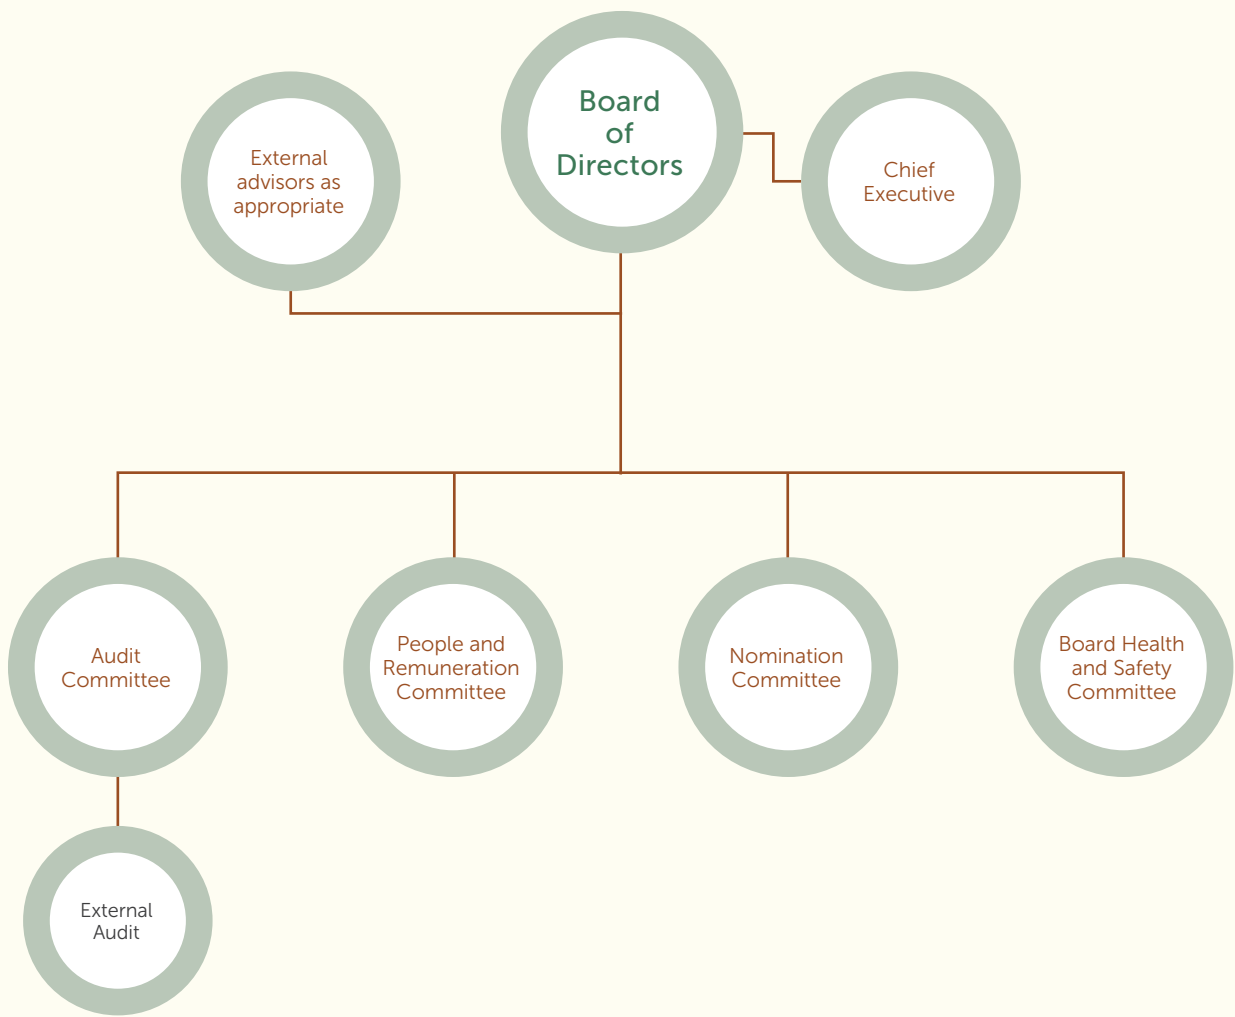 Board
of
Directors
External
advisors as
appropriate
Chief
Executive
Audit
Committee
People and
Remuneration
Committee
Nomination
Committee
Board Health
and Safety
Committee
External
Audit